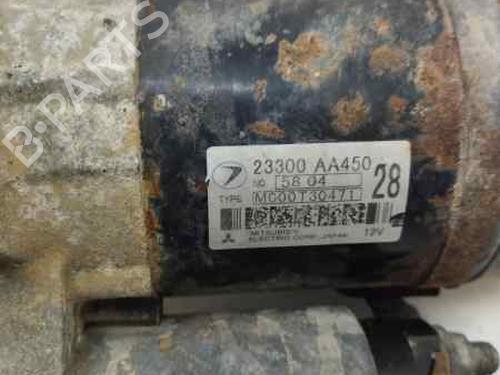 B-PARTS
23300 AA450
NO 58 04 28
TYPE M000T30471
MITSUBISHI
ELECTRIC CORP. JAPAN 12V